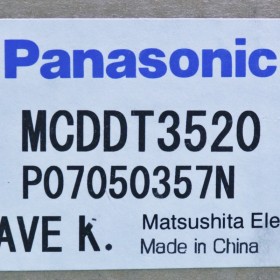 Panasonic
MCDDT3520
P07050357N
AVE K. Matsushita Ele
Made in China